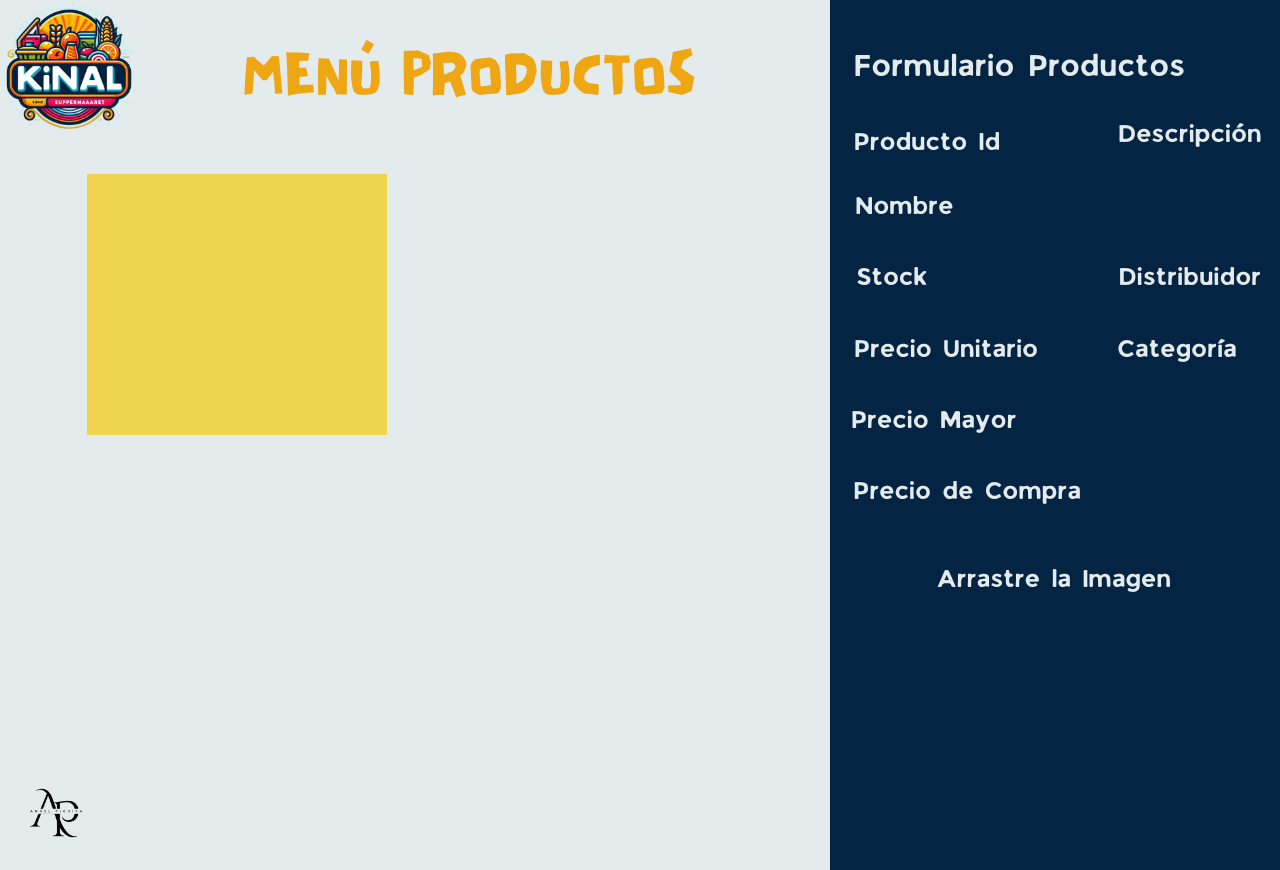 KiNAL
SUPPERMAAARET
MENÚ PRODUCTOS
Formulario Productos
Producto Id
Descripción
Nombre
Stock
Distribuidor
Precio Unitario
Categoría
Precio Mayor
Precio de Compra
Arrastre la Imagen
AP